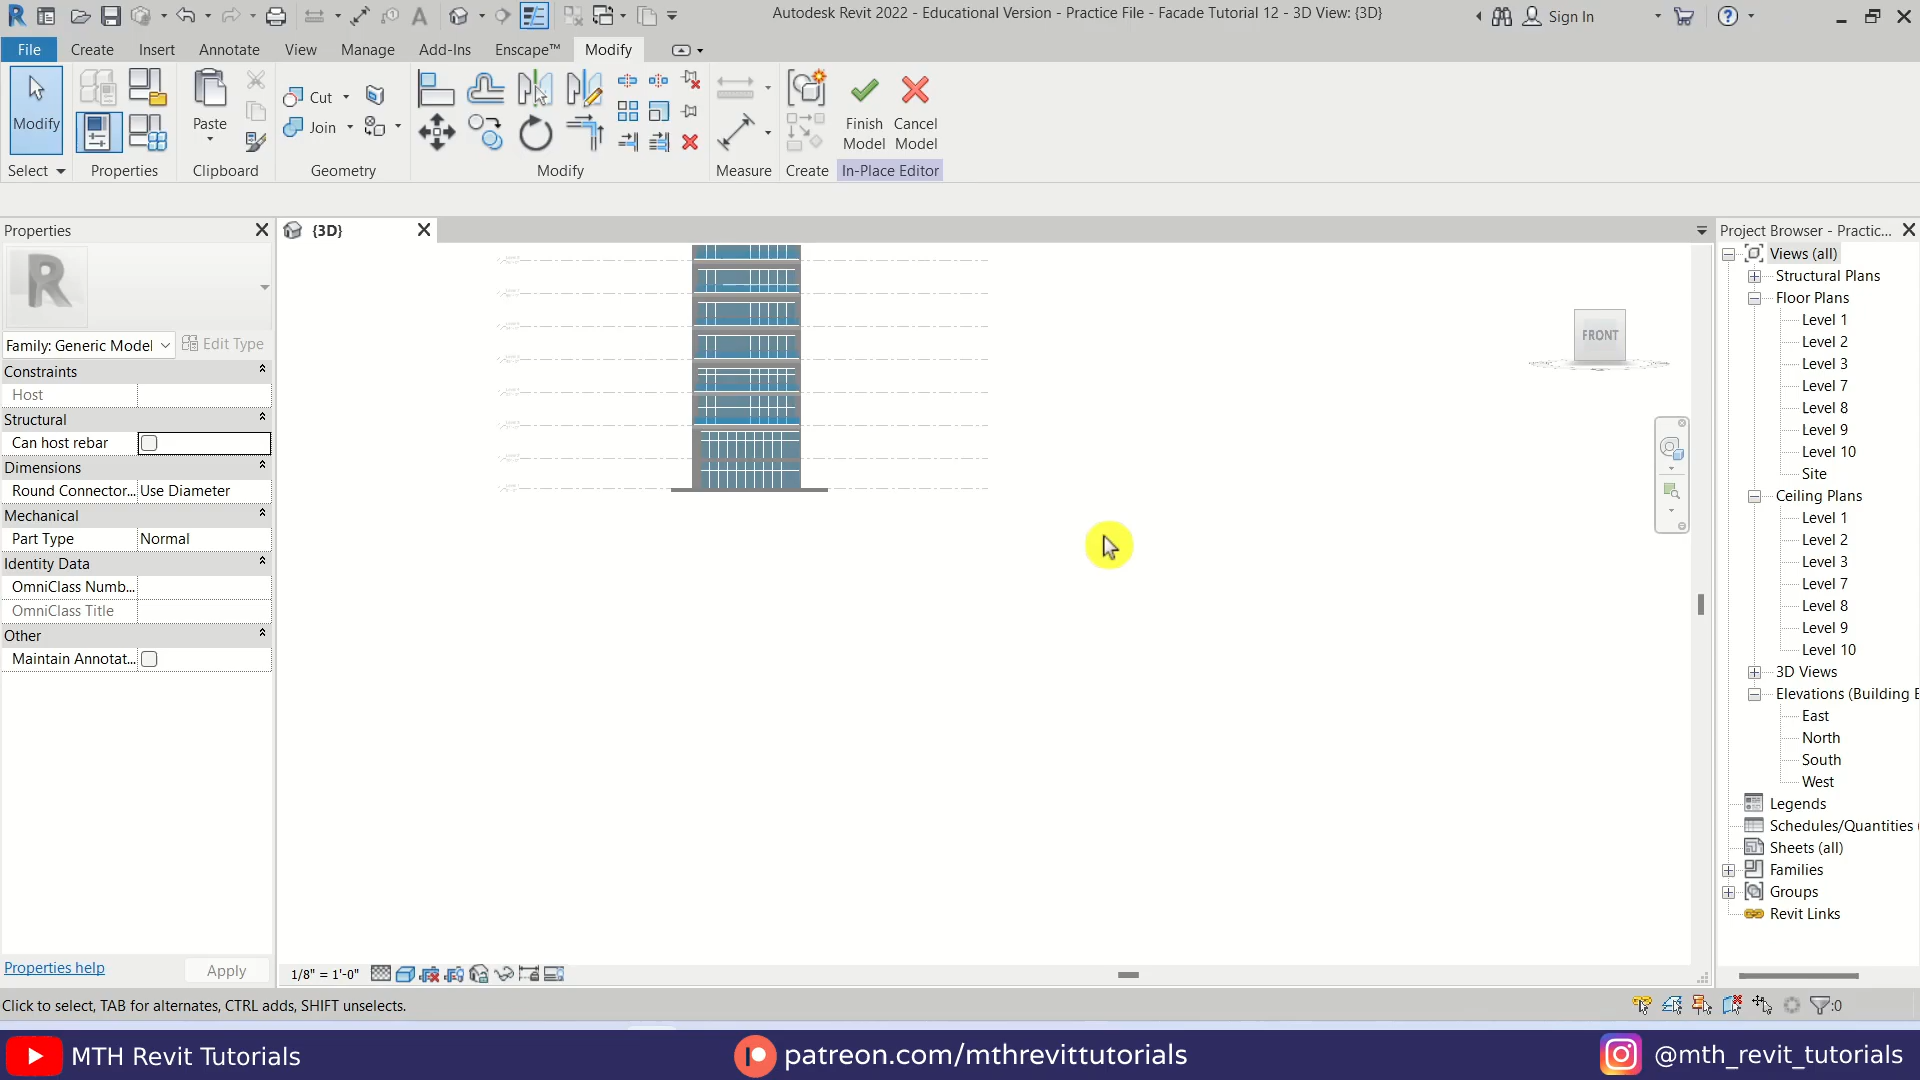 Autodesk Revit 2022 - Educational Version - Practice File - Facade Tutorial 12 - 3D View: {3D}
Sign In
File
Create
Insert
Annotate
View
Manage
Add-Ins
Enscape™
Modify
Modify
Paste
Cut
Join
Finish
Model
Cancel
Model
Select
Properties
Clipboard
Geometry
Modify
Measure
Create
In-Place Editor
Properties
{3D}
Project Browser - Practic...
Family: Generic Model
Edit Type
Constraints
Host
Structural
Can host rebar
Dimensions
Round Connector...
Use Diameter
Mechanical
Part Type
Normal
Identity Data
OmniClass Numb...
OmniClass Title
Other
Maintain Annotat...
Properties help
Apply
FRONT
Views (all)
Structural Plans
Floor Plans
Level 1
Level 2
Level 3
Level 7
Level 8
Level 9
Level 10
Site
Ceiling Plans
Level 1
Level 2
Level 3
Level 7
Level 8
Level 9
Level 10
3D Views
Elevations (Building E
East
North
South
West
Legends
Schedules/Quantities (
Sheets (all)
Families
Groups
Revit Links
1/8" = 1'-0"
Click to select, TAB for alternates, CTRL adds, SHIFT unselects.
:0
MTH Revit Tutorials
patreon.com/mthrevittutorials
@mth_revit_tutorials